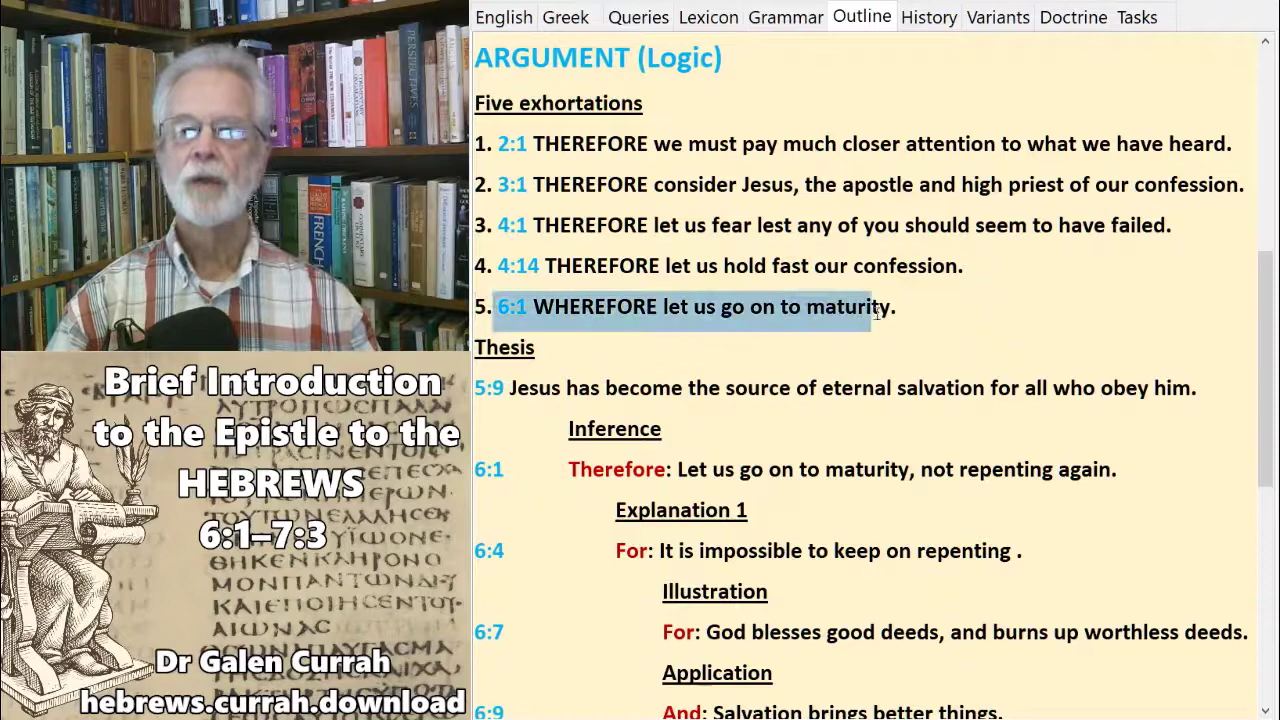 English Greek Queries Lexicon Grammar Outline History Variants Doctrine Tasks
ARGUMENT (Logic)
Five exhortations
1. 2:1 THEREFORE we must pay much closer attention to what we have heard.
2. 3:1 THEREFORE consider Jesus, the apostle and high priest of our confession.
3. 4:1 THEREFORE let us fear lest any of you should seem to have failed.
4. 4:14 THEREFORE let us hold fast our confession.
5. 6:1 WHEREFORE let us go on to maturity.
Thesis
5:9 Jesus has become the source of eternal salvation for all who obey him.
Inference
6:1 Therefore: Let us go on to maturity, not repenting again.
Explanation 1
6:4 For: It is impossible to keep on repenting .
Illustration
6:7 For: God blesses good deeds, and burns up worthless deeds.
Application
6:9 And: Salvation brings better things.
Brief Introduction
to the Epistle to the
HEBREWS
6:1–7:3
Dr Galen Currah
hebrews.currah.download
FRENCH